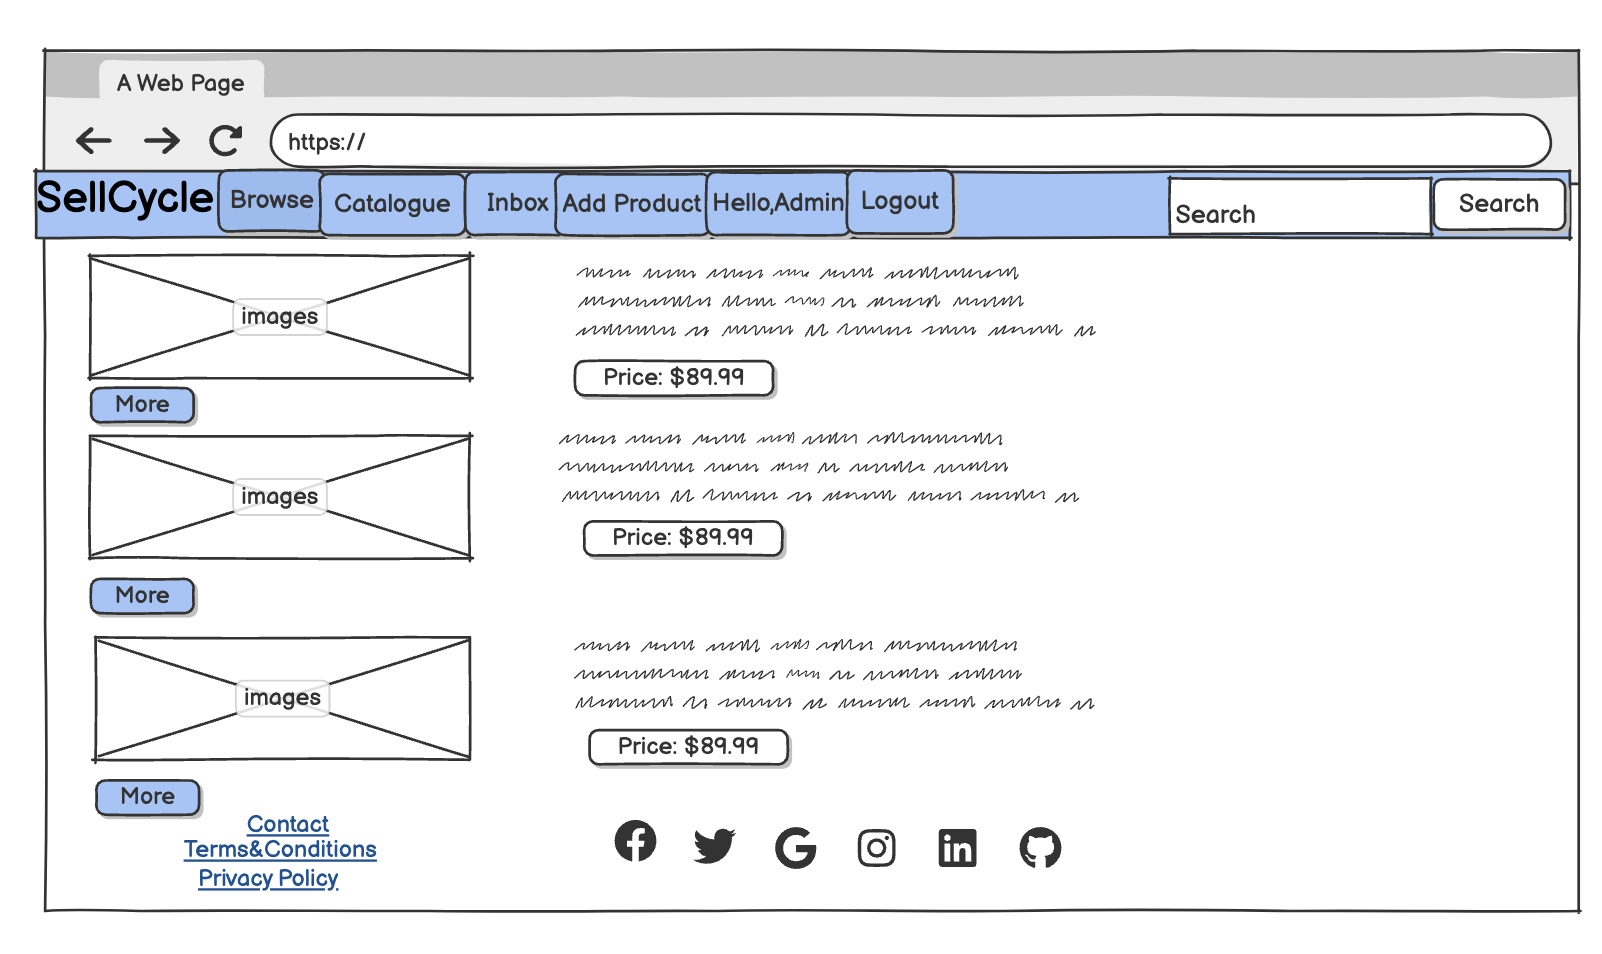 A Web Page
https://
SellCycle Browse Catalogue Inbox Add Product Hello,Admin Logout Search Search
images
Price: $89.99
More
images
Price: $89.99
More
images
Price: $89.99
More
Contact
Terms&Conditions
Privacy Policy